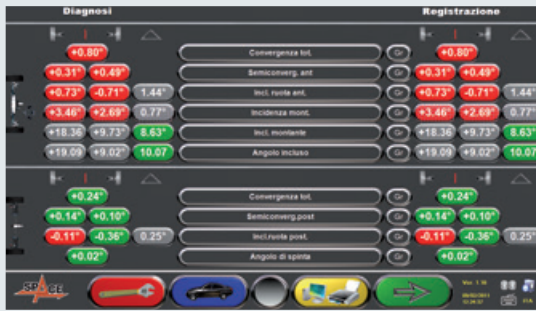 Diagnosi Registrazione
+0.80° Convergenza tot. Gr +0.80°
+0.31° +0.49° Semiconverg. ant Gr +0.31° +0.49°
+0.73° -0.71° 1.44° Incl. ruota ant. Gr +0.73° -0.71° 1.44°
+3.46° +2.69° 0.77° Incidenza mont. Gr +3.46° +2.69° 0.77°
+18.36 +9.73° 8.63° Incl. montante Gr +18.36 +9.73° 8.63°
+19.09 +9.02° 10.07 Angolo incluso Gr +19.09 +9.02° 10.07
+0.24° Convergenza tot. Gr +0.24°
+0.14° +0.10° Semiconverg.post Gr +0.14° +0.10°
-0.11° -0.36° 0.25° Incl.ruota post. Gr -0.11° -0.36° 0.25°
+0.02° Angolo di spinta Gr +0.02°
SPACE
ITA